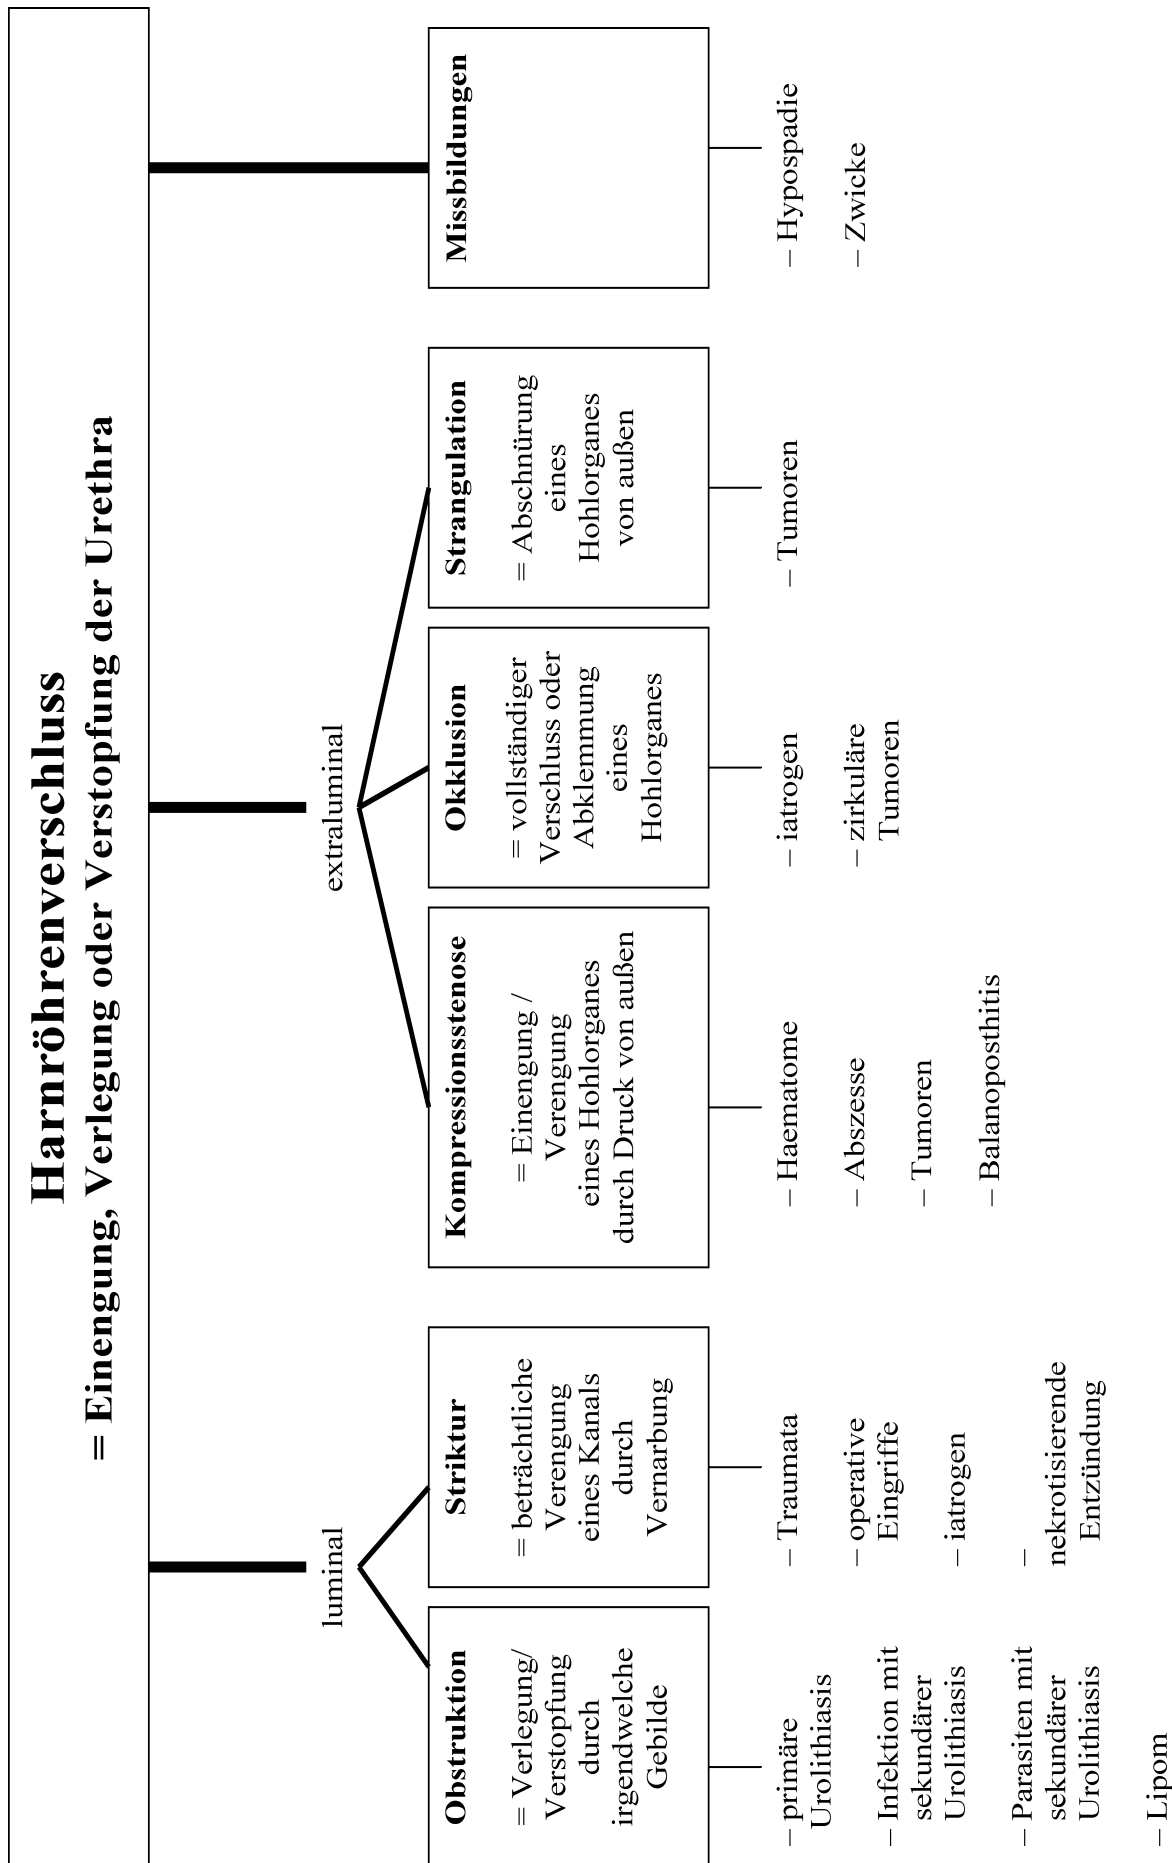 Harnröhrenverschluss
= Einengung, Verlegung oder Verstopfung der Urethra
luminal
Obstruktion
= Verlegung/
Verstopfung
durch
irgendwelche
Gebilde
– primäre
Urolithiasis
– Infektion mit
sekundärer
Urolithiasis
– Parasiten mit
sekundärer
Urolithiasis
– Lipom
Striktur
= beträchtliche
Verengung
eines Kanals
durch
Vernarbung
– Traumata
– operative
Eingriffe
– iatrogen
–
nekrotisierende
Entzündung
extraluminal
Kompressionsstenose
= Einengung /
Verengung
eines Hohlorganes
durch Druck von außen
– Haematome
– Abszesse
– Tumoren
– Balanoposthitis
Okklusion
= vollständiger
Verschluss oder
Abklemmung
eines
Hohlorganes
– iatrogen
– zirkuläre
Tumoren
Strangulation
= Abschnürung
eines
Hohlorganes
von außen
– Tumoren
Missbildungen
– Hypospadie
– Zwicke